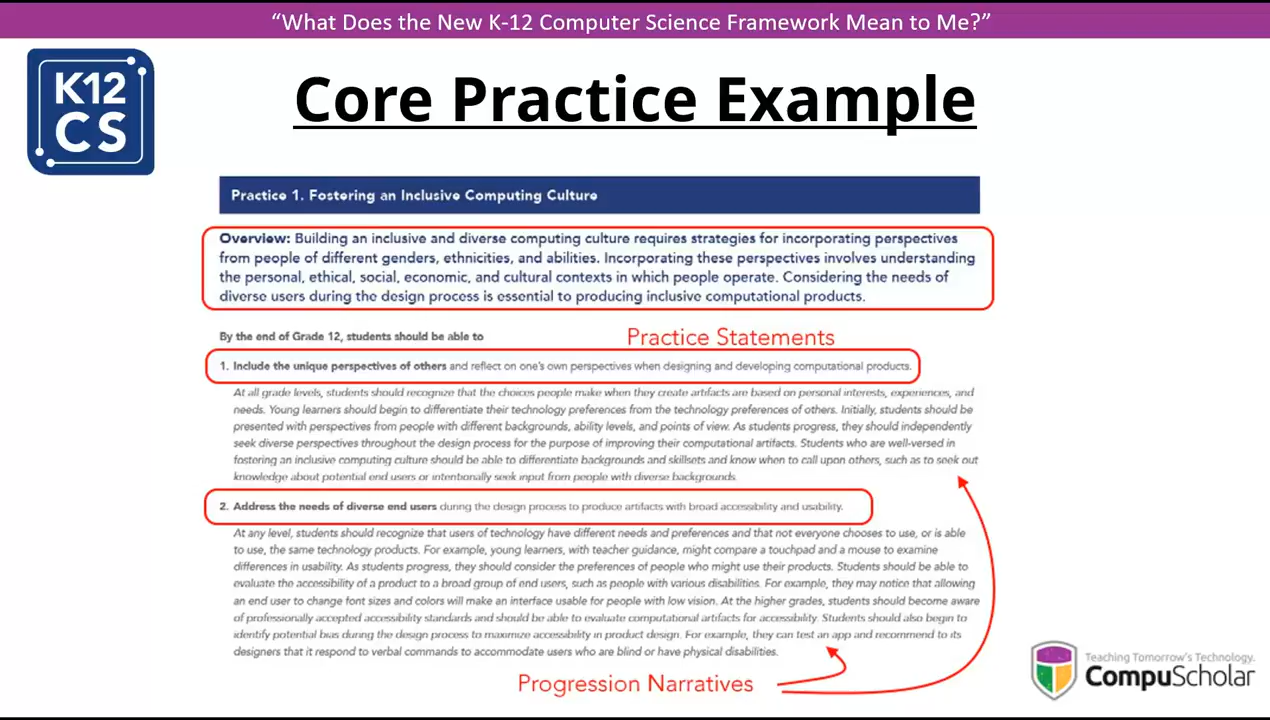 “What Does the New K-12 Computer Science Framework Mean to Me?”
K12
CS
Core Practice Example
Practice 1. Fostering an Inclusive Computing Culture
Overview: Building an inclusive and diverse computing culture requires strategies for incorporating perspectives
from people of different genders, ethnicities, and abilities. Incorporating these perspectives involves understanding
the personal, ethical, social, economic, and cultural contexts in which people operate. Considering the needs of
diverse users during the design process is essential to producing inclusive computational products.
By the end of Grade 12, students should be able to
Practice Statements
1. Include the unique perspectives of others and reflect on one’s own perspectives when designing and developing computational products.
At all grade levels, students should recognize that the choices people make when they create artifacts are based on personal interests, experiences, and
needs. Young learners should begin to differentiate their technology preferences from the technology preferences of others. Initially, students should be
presented with perspectives from people with different backgrounds, ability levels, and points of view. As students progress, they should independently
seek diverse perspectives throughout the design process for the purpose of improving their computational artifacts. Students who are well-versed in
fostering an inclusive computing culture should be able to differentiate backgrounds and skillsets and know when to call upon others, such as to seek out
knowledge about potential end users or intentionally seek input from people with diverse backgrounds.
2. Address the needs of diverse end users during the design process to produce artifacts with broad accessibility and usability.
At any level, students should recognize that users of technology have different needs and preferences and that not everyone chooses to use, or is able
to use, the same technology products. For example, young learners, with teacher guidance, might compare a touchpad and a mouse to examine
differences in usability. As students progress, they should consider the preferences of people who might use their products. Students should be able to
evaluate the accessibility of a product to a broad group of end users, such as people with various disabilities. For example, they may notice that allowing
an end user to change font sizes and colors will make an interface usable for people with low vision. At the higher grades, students should become aware
of professionally accepted accessibility standards and should be able to evaluate computational artifacts for accessibility. Students should also begin to
identify potential bias during the design process to maximize accessibility in product design. For example, they can test an app and recommend to its
designers that it respond to verbal commands to accommodate users who are blind or have physical disabilities.
Progression Narratives
Teaching Tomorrow's Technology.
CompuScholar